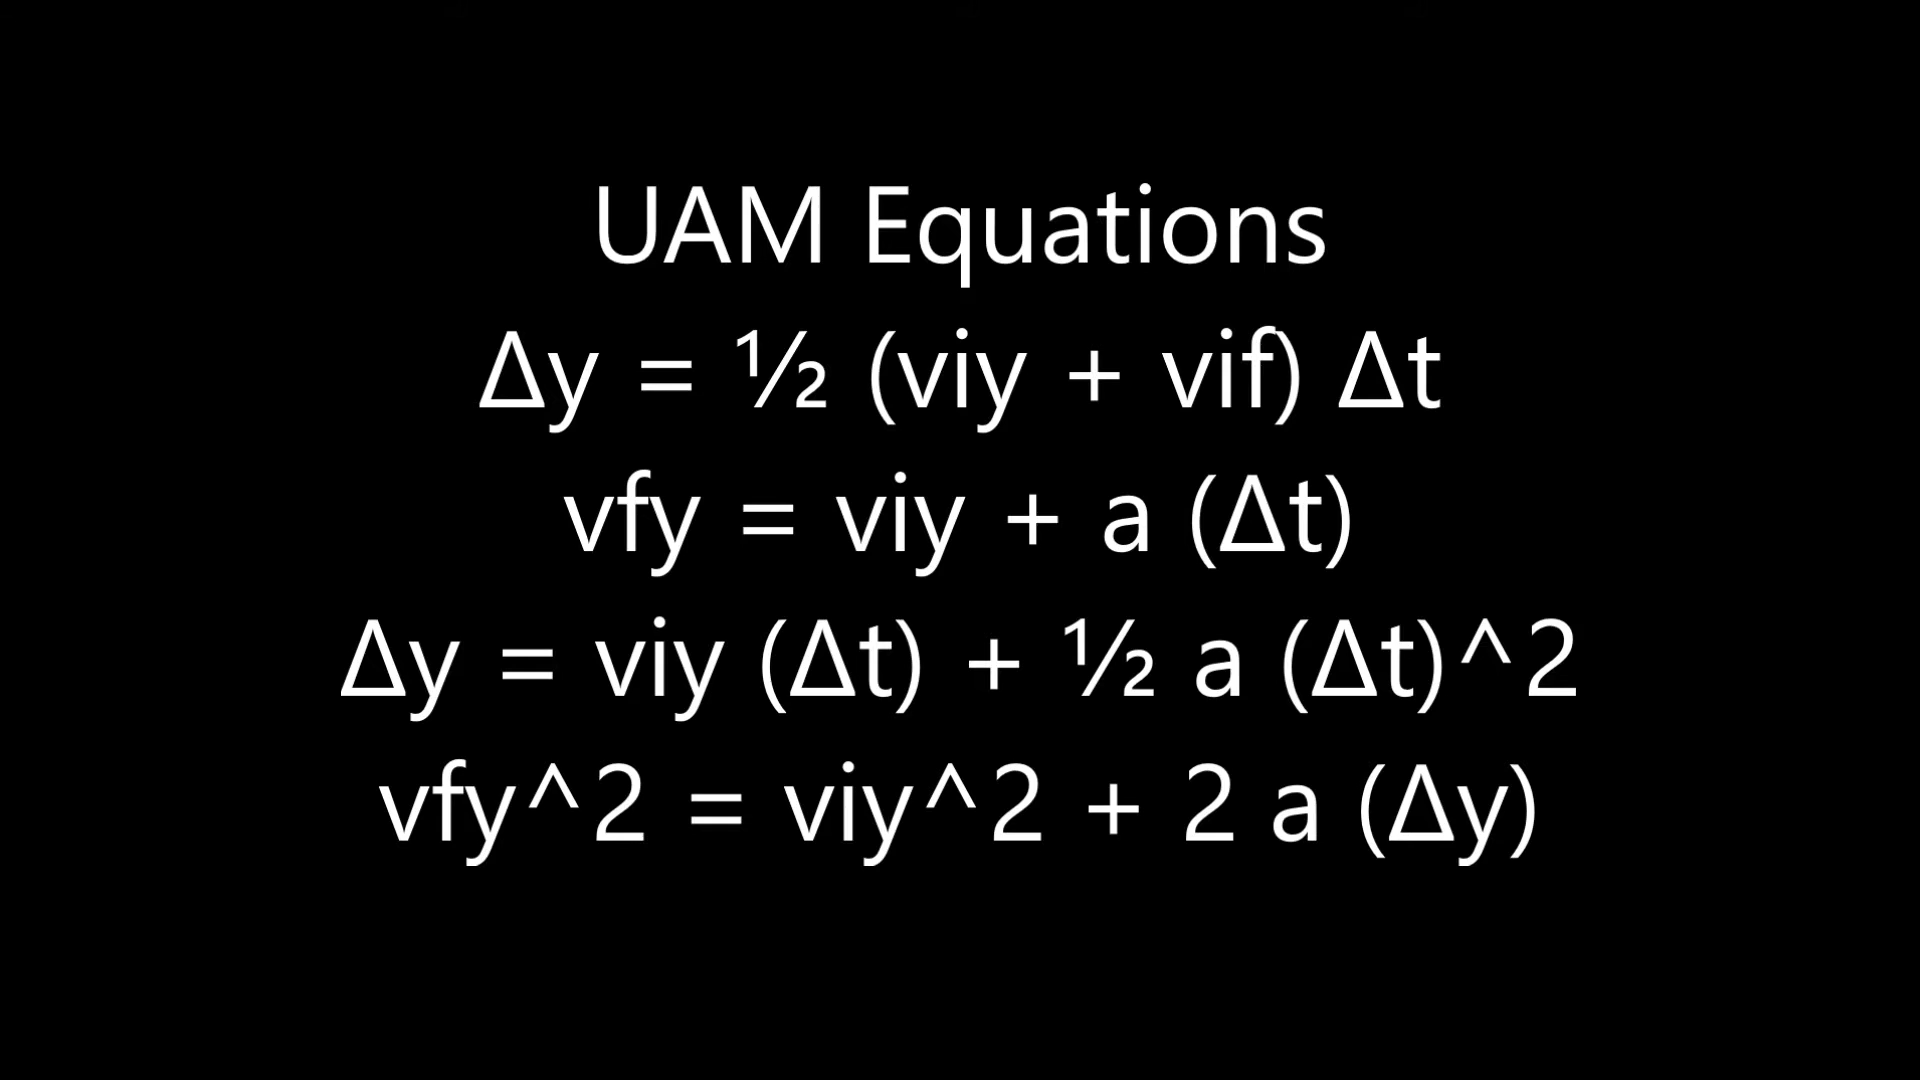 UAM Equations
Δy = ½ (viy + vif) Δt
vfy = viy + a (Δt)
Δy = viy (Δt) + ½ a (Δt)^2
vfy^2 = viy^2 + 2 a (Δy)